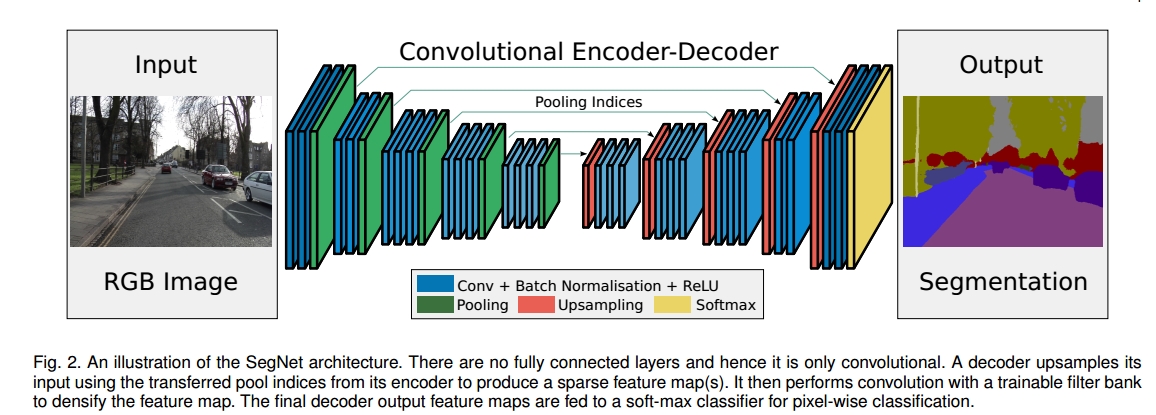 Convolutional Encoder-Decoder
Input
Output
Pooling Indices
RGB Image
Segmentation
Conv + Batch Normalisation + ReLU
Pooling Upsampling Softmax
Fig. 2. An illustration of the SegNet architecture. There are no fully connected layers and hence it is only convolutional. A decoder upsamples its
input using the transferred pool indices from its encoder to produce a sparse feature map(s). It then performs convolution with a trainable filter bank
to densify the feature map. The final decoder output feature maps are fed to a soft-max classifier for pixel-wise classification.